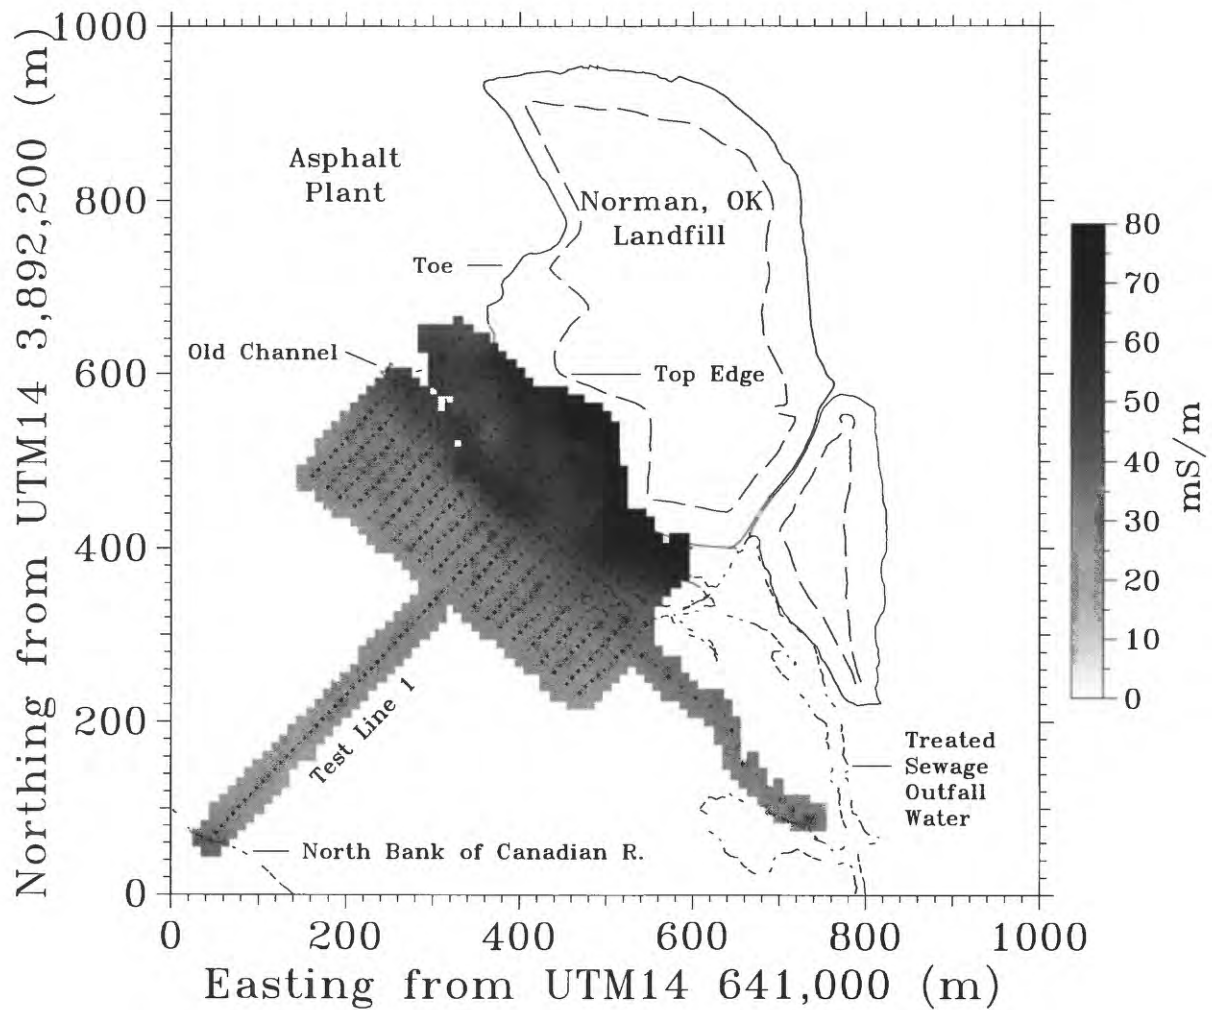 Northing from UTM14 3,892,200 (m)
1000
800
600
400
200
0
Asphalt
Plant
Norman, OK
Landfill
Toe
Old Channel
Top Edge
Test Line 1
North Bank of Canadian R.
Treated
Sewage
Outfall
Water
80
70
60
50
40
30
20
10
0
mS/m
0
200
400
600
800
1000
Easting from UTM14 641,000 (m)